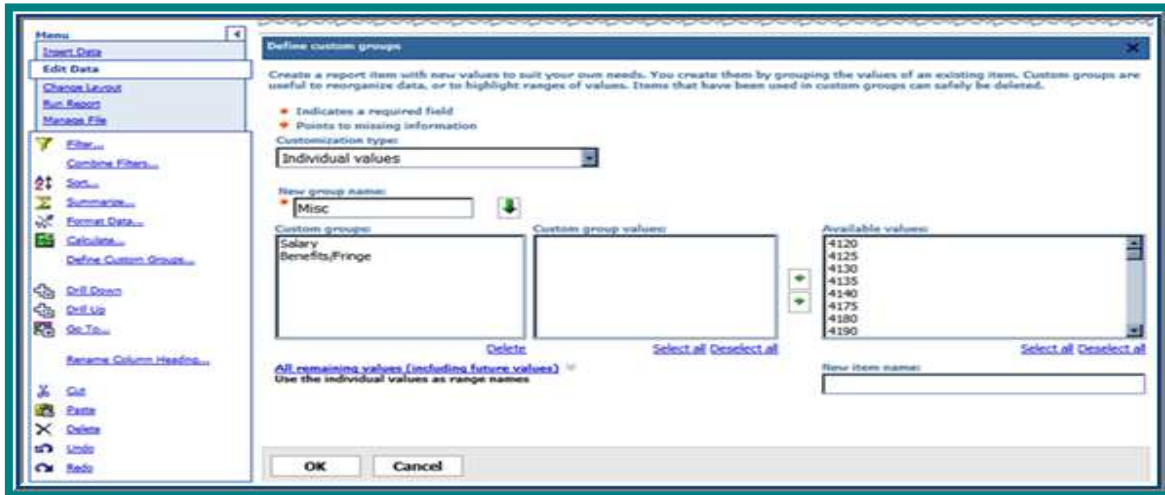 Menu
Insert Data
Edit Data
Change Layout
Run Report
Manage File
Filter...
Combine Filters...
Sort...
Summarize...
Format Data...
Calculate...
Define Custom Groups...
Drill Down
Drill Up
Go To...
Rename Column Heading...
Cut
Paste
Delete
Undo
Redo
Define custom groups
Create a report item with new values to suit your own needs. You create them by grouping the values of an existing item. Custom groups are
useful to reorganize data, or to highlight ranges of values. Items that have been used in custom groups can safely be deleted.
Indicates a required field
Points to missing information
Customization type:
Individual values
New group name:
Misc
Custom groups:
Salary
Benefits/Fringe
Delete
Custom group values:
Select all Deselect all
Available values:
4120
4125
4130
4135
4140
4175
4180
4190
Select all Deselect all
All remaining values (including future values)
Use the individual values as range names
New item name:
OK Cancel